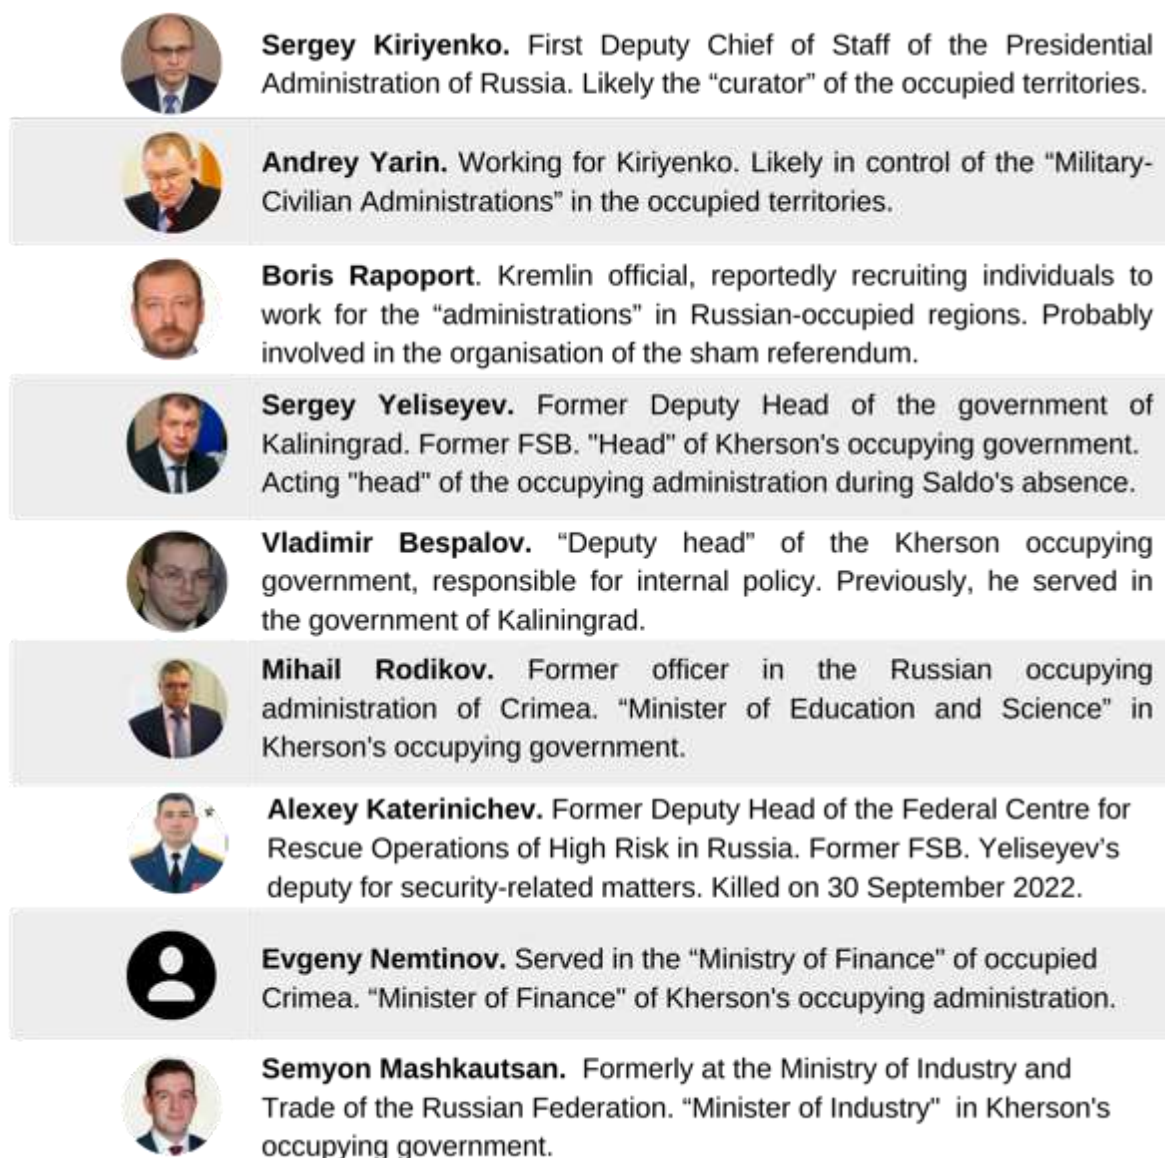 Sergey Kiriyenko. First Deputy Chief of Staff of the Presidential
Administration of Russia. Likely the “curator” of the occupied territories.
Andrey Yarin. Working for Kiriyenko. Likely in control of the “Military-
Civilian Administrations” in the occupied territories.
Boris Rapoport. Kremlin official, reportedly recruiting individuals to
work for the “administrations” in Russian-occupied regions. Probably
involved in the organisation of the sham referendum.
Sergey Yeliseyev. Former Deputy Head of the government of
Kaliningrad. Former FSB. "Head" of Kherson's occupying government.
Acting "head" of the occupying administration during Saldo's absence.
Vladimir Bespalov. “Deputy head” of the Kherson occupying
government, responsible for internal policy. Previously, he served in
the government of Kaliningrad.
Mihail Rodikov. Former officer in the Russian occupying
administration of Crimea. “Minister of Education and Science” in
Kherson's occupying government.
Alexey Katerinichev. Former Deputy Head of the Federal Centre for
Rescue Operations of High Risk in Russia. Former FSB. Yeliseyev’s
deputy for security-related matters. Killed on 30 September 2022.
Evgeny Nemtinov. Served in the “Ministry of Finance" of occupied
Crimea. “Minister of Finance" of Kherson's occupying administration.
Semyon Mashkautsan. Formerly at the Ministry of Industry and
Trade of the Russian Federation. “Minister of Industry" in Kherson's
occupying government.